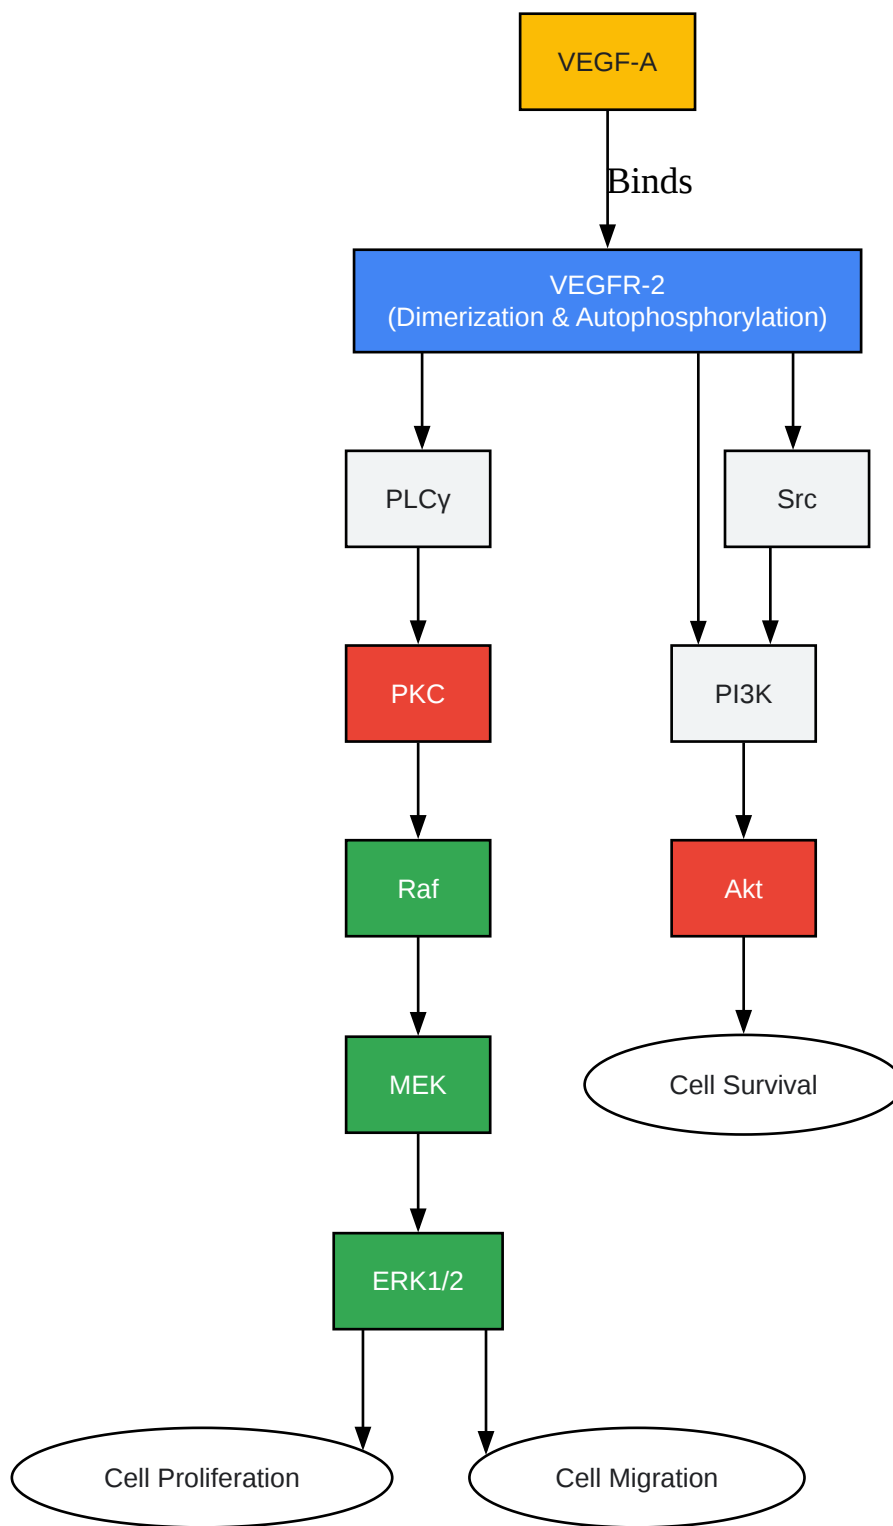 VEGF-A
Binds
VEGFR-2
(Dimerization & Autophosphorylation)
PLCγ
Src
PKC
PI3K
Raf
Akt
MEK
Cell Survival
ERK1/2
Cell Proliferation
Cell Migration